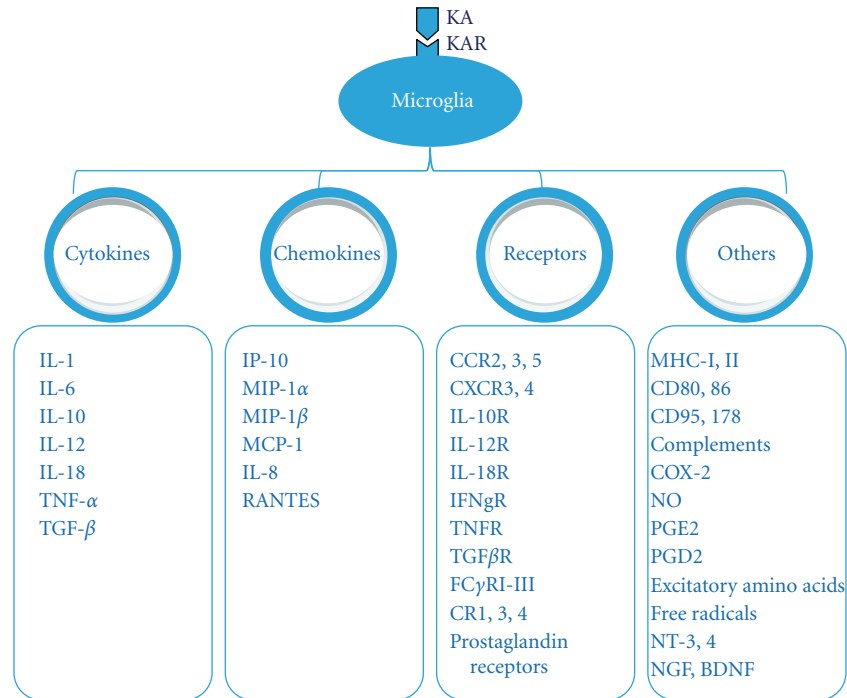 KA
KAR
Microglia
Cytokines
Chemokines
Receptors
Others
IL-1
IL-6
IL-10
IL-12
IL-18
TNF-α
TGF-β
IP-10
MIP-1α
MIP-1β
MCP-1
IL-8
RANTES
CCR2, 3, 5
CXCR3, 4
IL-10R
IL-12R
IL-18R
IFNgR
TNFR
TGFβR
FCγRI-III
CR1, 3, 4
Prostaglandin
receptors
MHC-I, II
CD80, 86
CD95, 178
Complements
COX-2
NO
PGE2
PGD2
Excitatory amino acids
Free radicals
NT-3, 4
NGF, BDNF